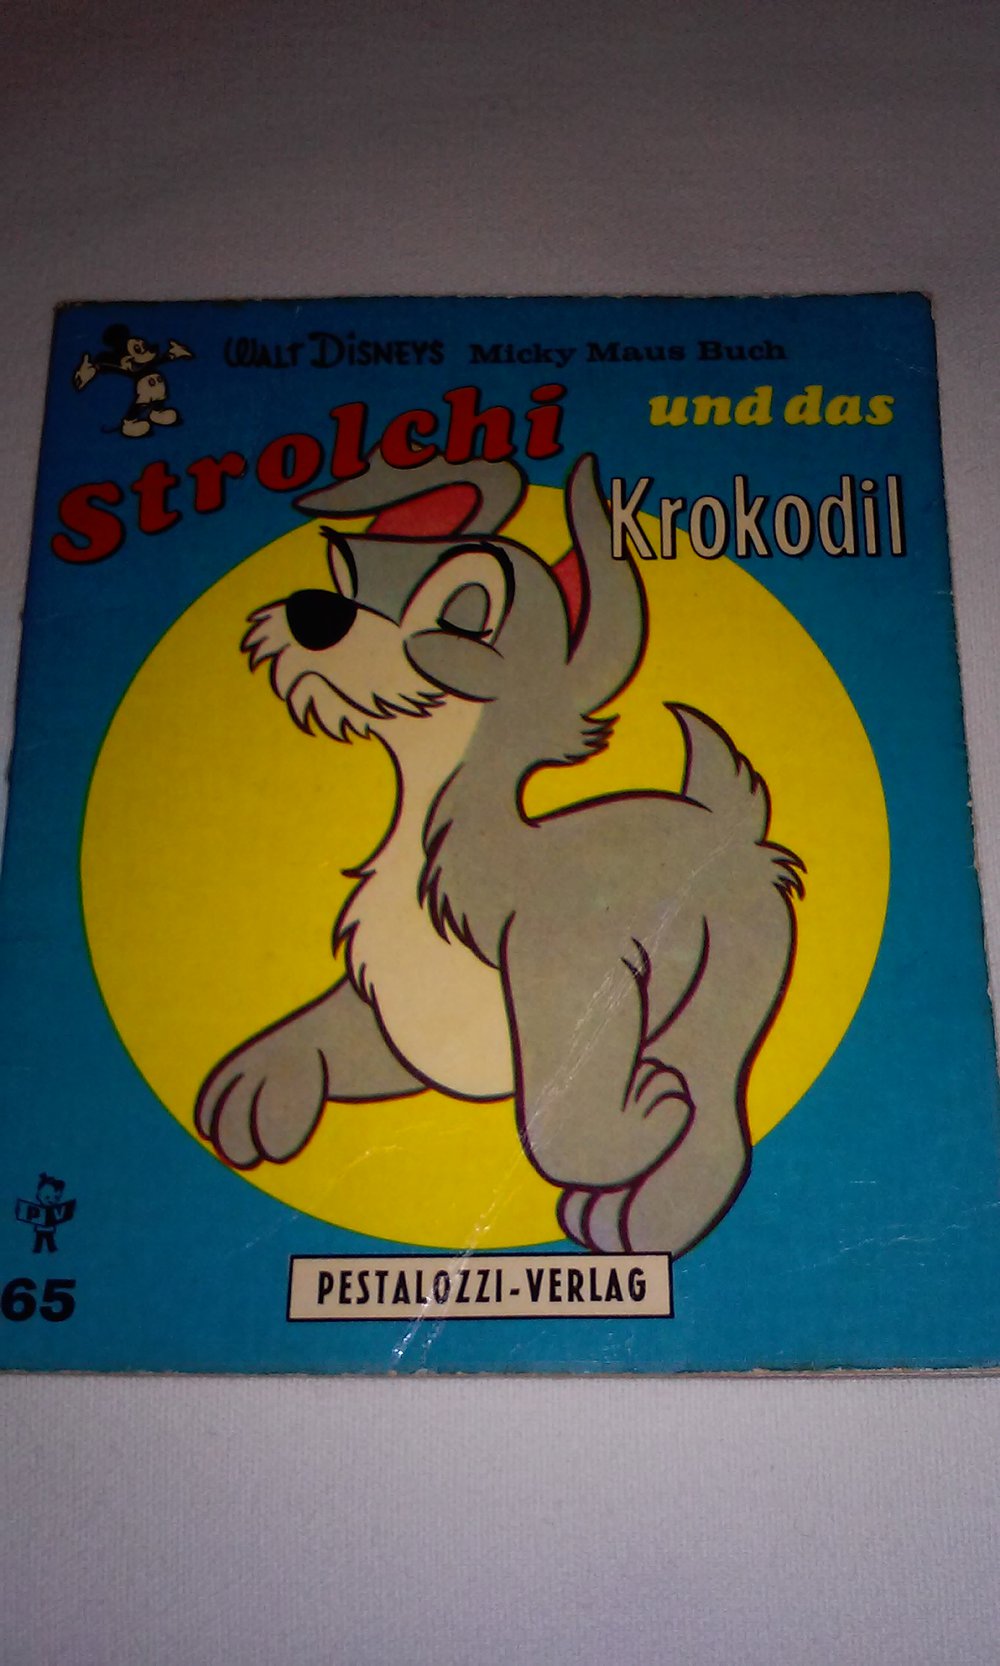 WALT DISNEYS Micky Maus Buch
Strolchi
und das
Krokodil
PV
65
PESTALOZZI-VERLAG